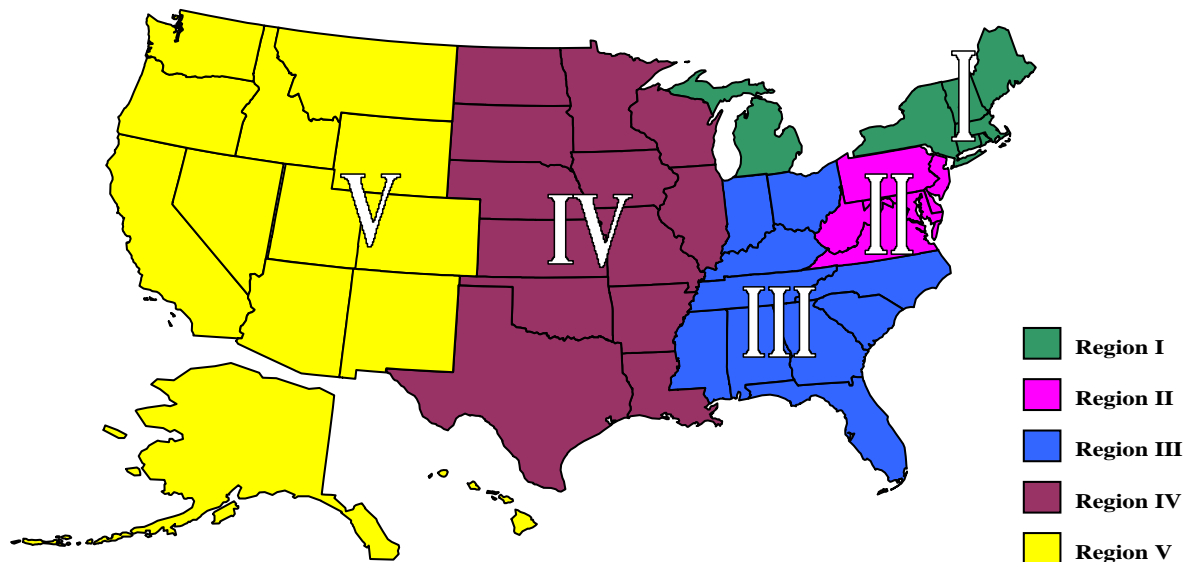 I
II
V
IV
III
Region I
Region II
Region III
Region IV
Region V